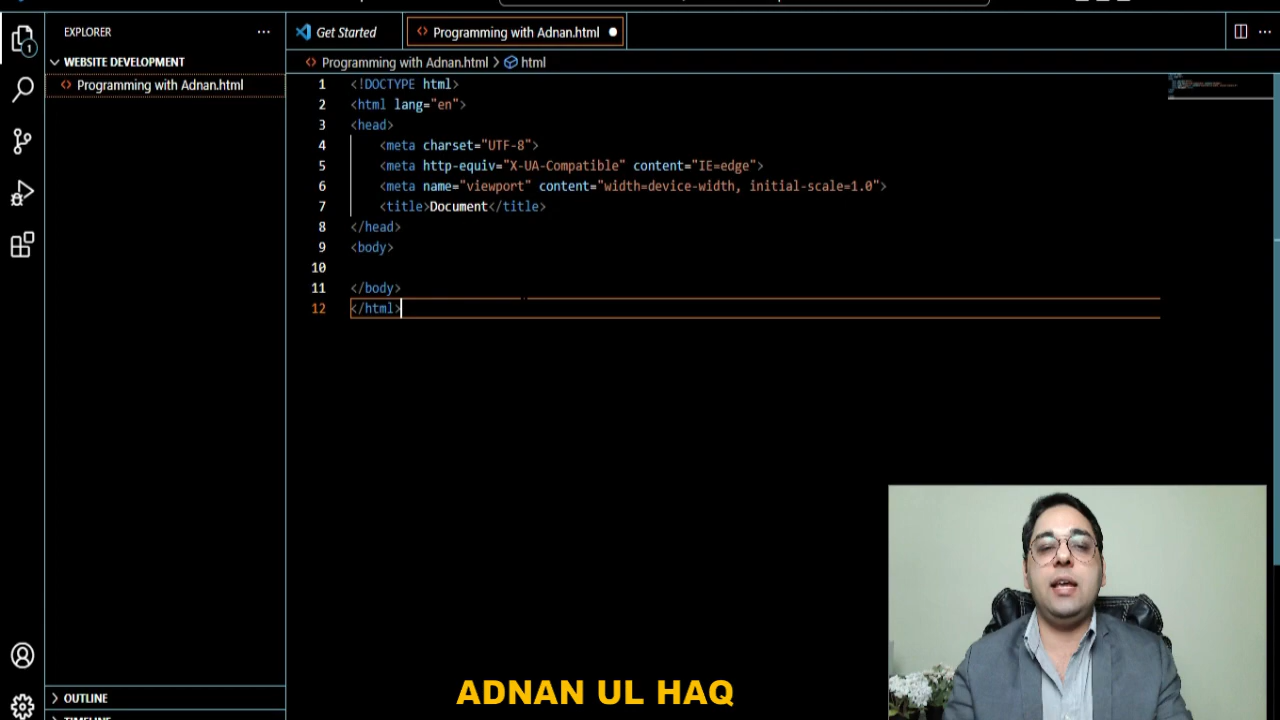 EXPLORER
Get Started
Programming with Adnan.html
WEBSITE DEVELOPMENT
Programming with Adnan.html > html
Programming with Adnan.html
1 <!DOCTYPE html>
2 <html lang="en">
3 <head>
4 <meta charset="UTF-8">
5 <meta http-equiv="X-UA-Compatible" content="IE=edge">
6 <meta name="viewport" content="width=device-width, initial-scale=1.0">
7 <title>Document</title>
8 </head>
9 <body>
10
11 </body>
12 </html>
1
OUTLINE
ADNAN UL HAQ